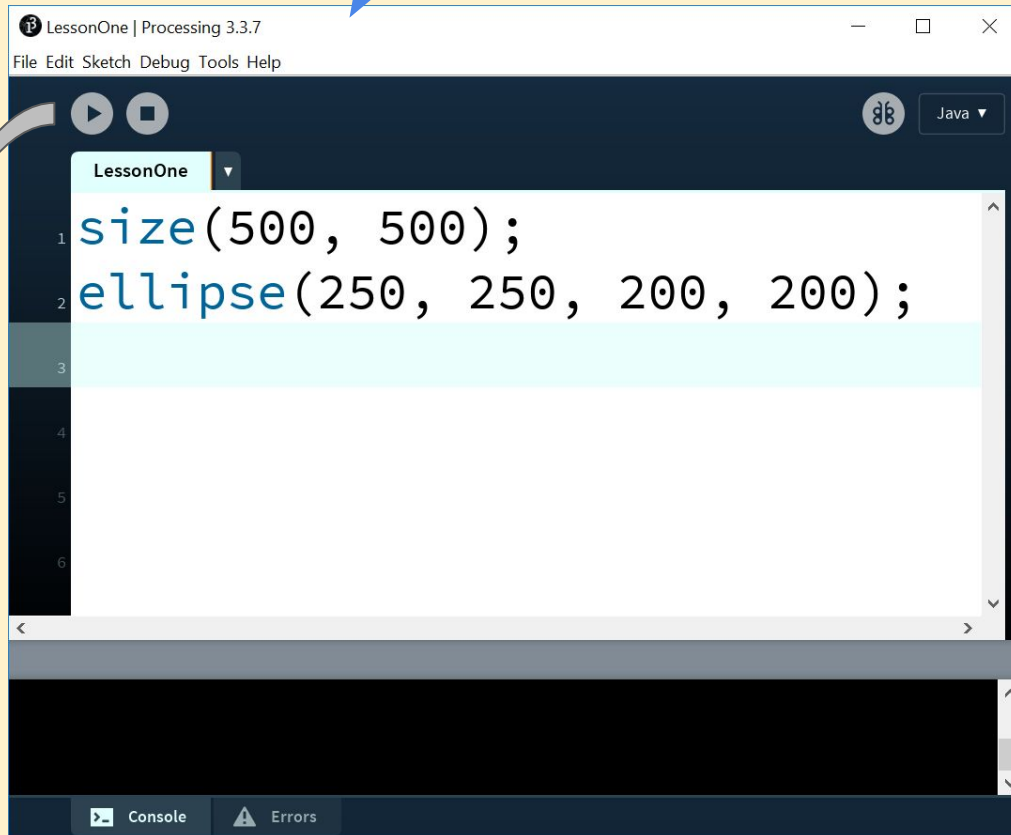 LessonOne | Processing 3.3.7
File Edit Sketch Debug Tools Help
Java ▼
LessonOne ▼
1 size(500, 500);
2 ellipse(250, 250, 200, 200);
3
4
5
6
>_ Console Errors